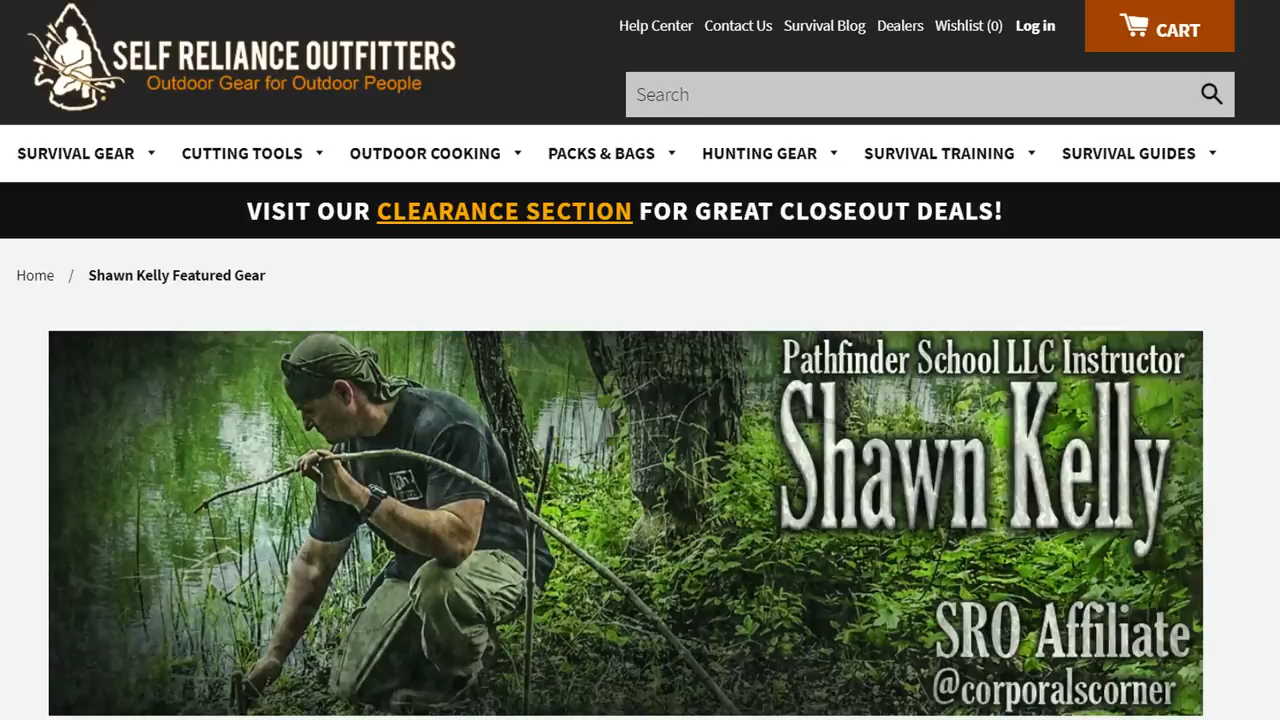 SELF RELIANCE OUTFITTERS
Outdoor Gear for Outdoor People
Help Center Contact Us Survival Blog Dealers Wishlist (0) Log in
CART
Search
SURVIVAL GEAR CUTTING TOOLS OUTDOOR COOKING PACKS & BAGS HUNTING GEAR SURVIVAL TRAINING SURVIVAL GUIDES
VISIT OUR CLEARANCE SECTION FOR GREAT CLOSEOUT DEALS!
Home / Shawn Kelly Featured Gear
Pathfinder School LLC Instructor
Shawn Kelly
SRO Affiliate
@corporalscorner